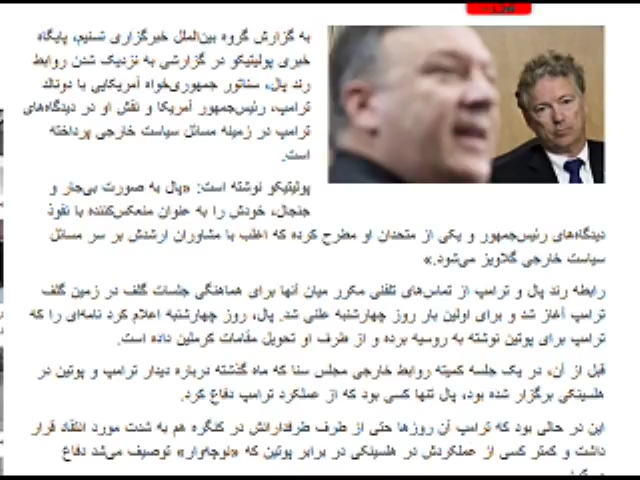 به گزارش گروه بین‌الملل خبرگزاری تسنیم، پایگاه
خبری پولیتیکو در گزارشی به نزدیک شدن روابط
رند پال، سناتور جمهوری‌خواه آمریکایی با دونالد
ترامپ، رئیس‌جمهور آمریکا و نقش او در دیدگاه‌های
ترامپ در زمینه مسائل سیاست خارجی پرداخته
است.
پولیتیکو نوشته است: «پال به صورت بی‌جار و
جنجال، خودش را به عنوان منعکس‌کننده با نفوذ
دیدگاه‌های رئیس‌جمهور و یکی از متحدان او مطرح کرده که اغلب با مشاوران ارشدش بر سر مسائل
سیاست خارجی گلاویز می‌شود.»
رابطه رند پال و ترامپ از تماس‌های تلفنی مکرر میان آنها برای هماهنگی جلسات گلف در زمین گلف
ترامپ آغاز شد و برای اولین بار روز چهارشنبه علنی شد. پال، روز چهارشنبه اعلام کرد نامه‌ای را که
ترامپ برای پوتین نوشته به روسیه برده و از طرف او تحویل مقامات کرملین داده است.
قبل از آن، در یک جلسه کمیته روابط خارجی مجلس سنا که ماه گذشته درباره دیدار ترامپ و پوتین در
هلسینکی برگزار شده بود، پال تنها کسی بود که از عملکرد ترامپ دفاع کرد.
این در حالی بود که ترامپ آن روزها حتی از طرف طرفدارانش در کنگره هم به شدت مورد انتقاد قرار
داشت و کمتر کسی از عملکردش در هلسینکی در برابر پوتین که «نوچه‌وار» توصیف می‌شد دفاع